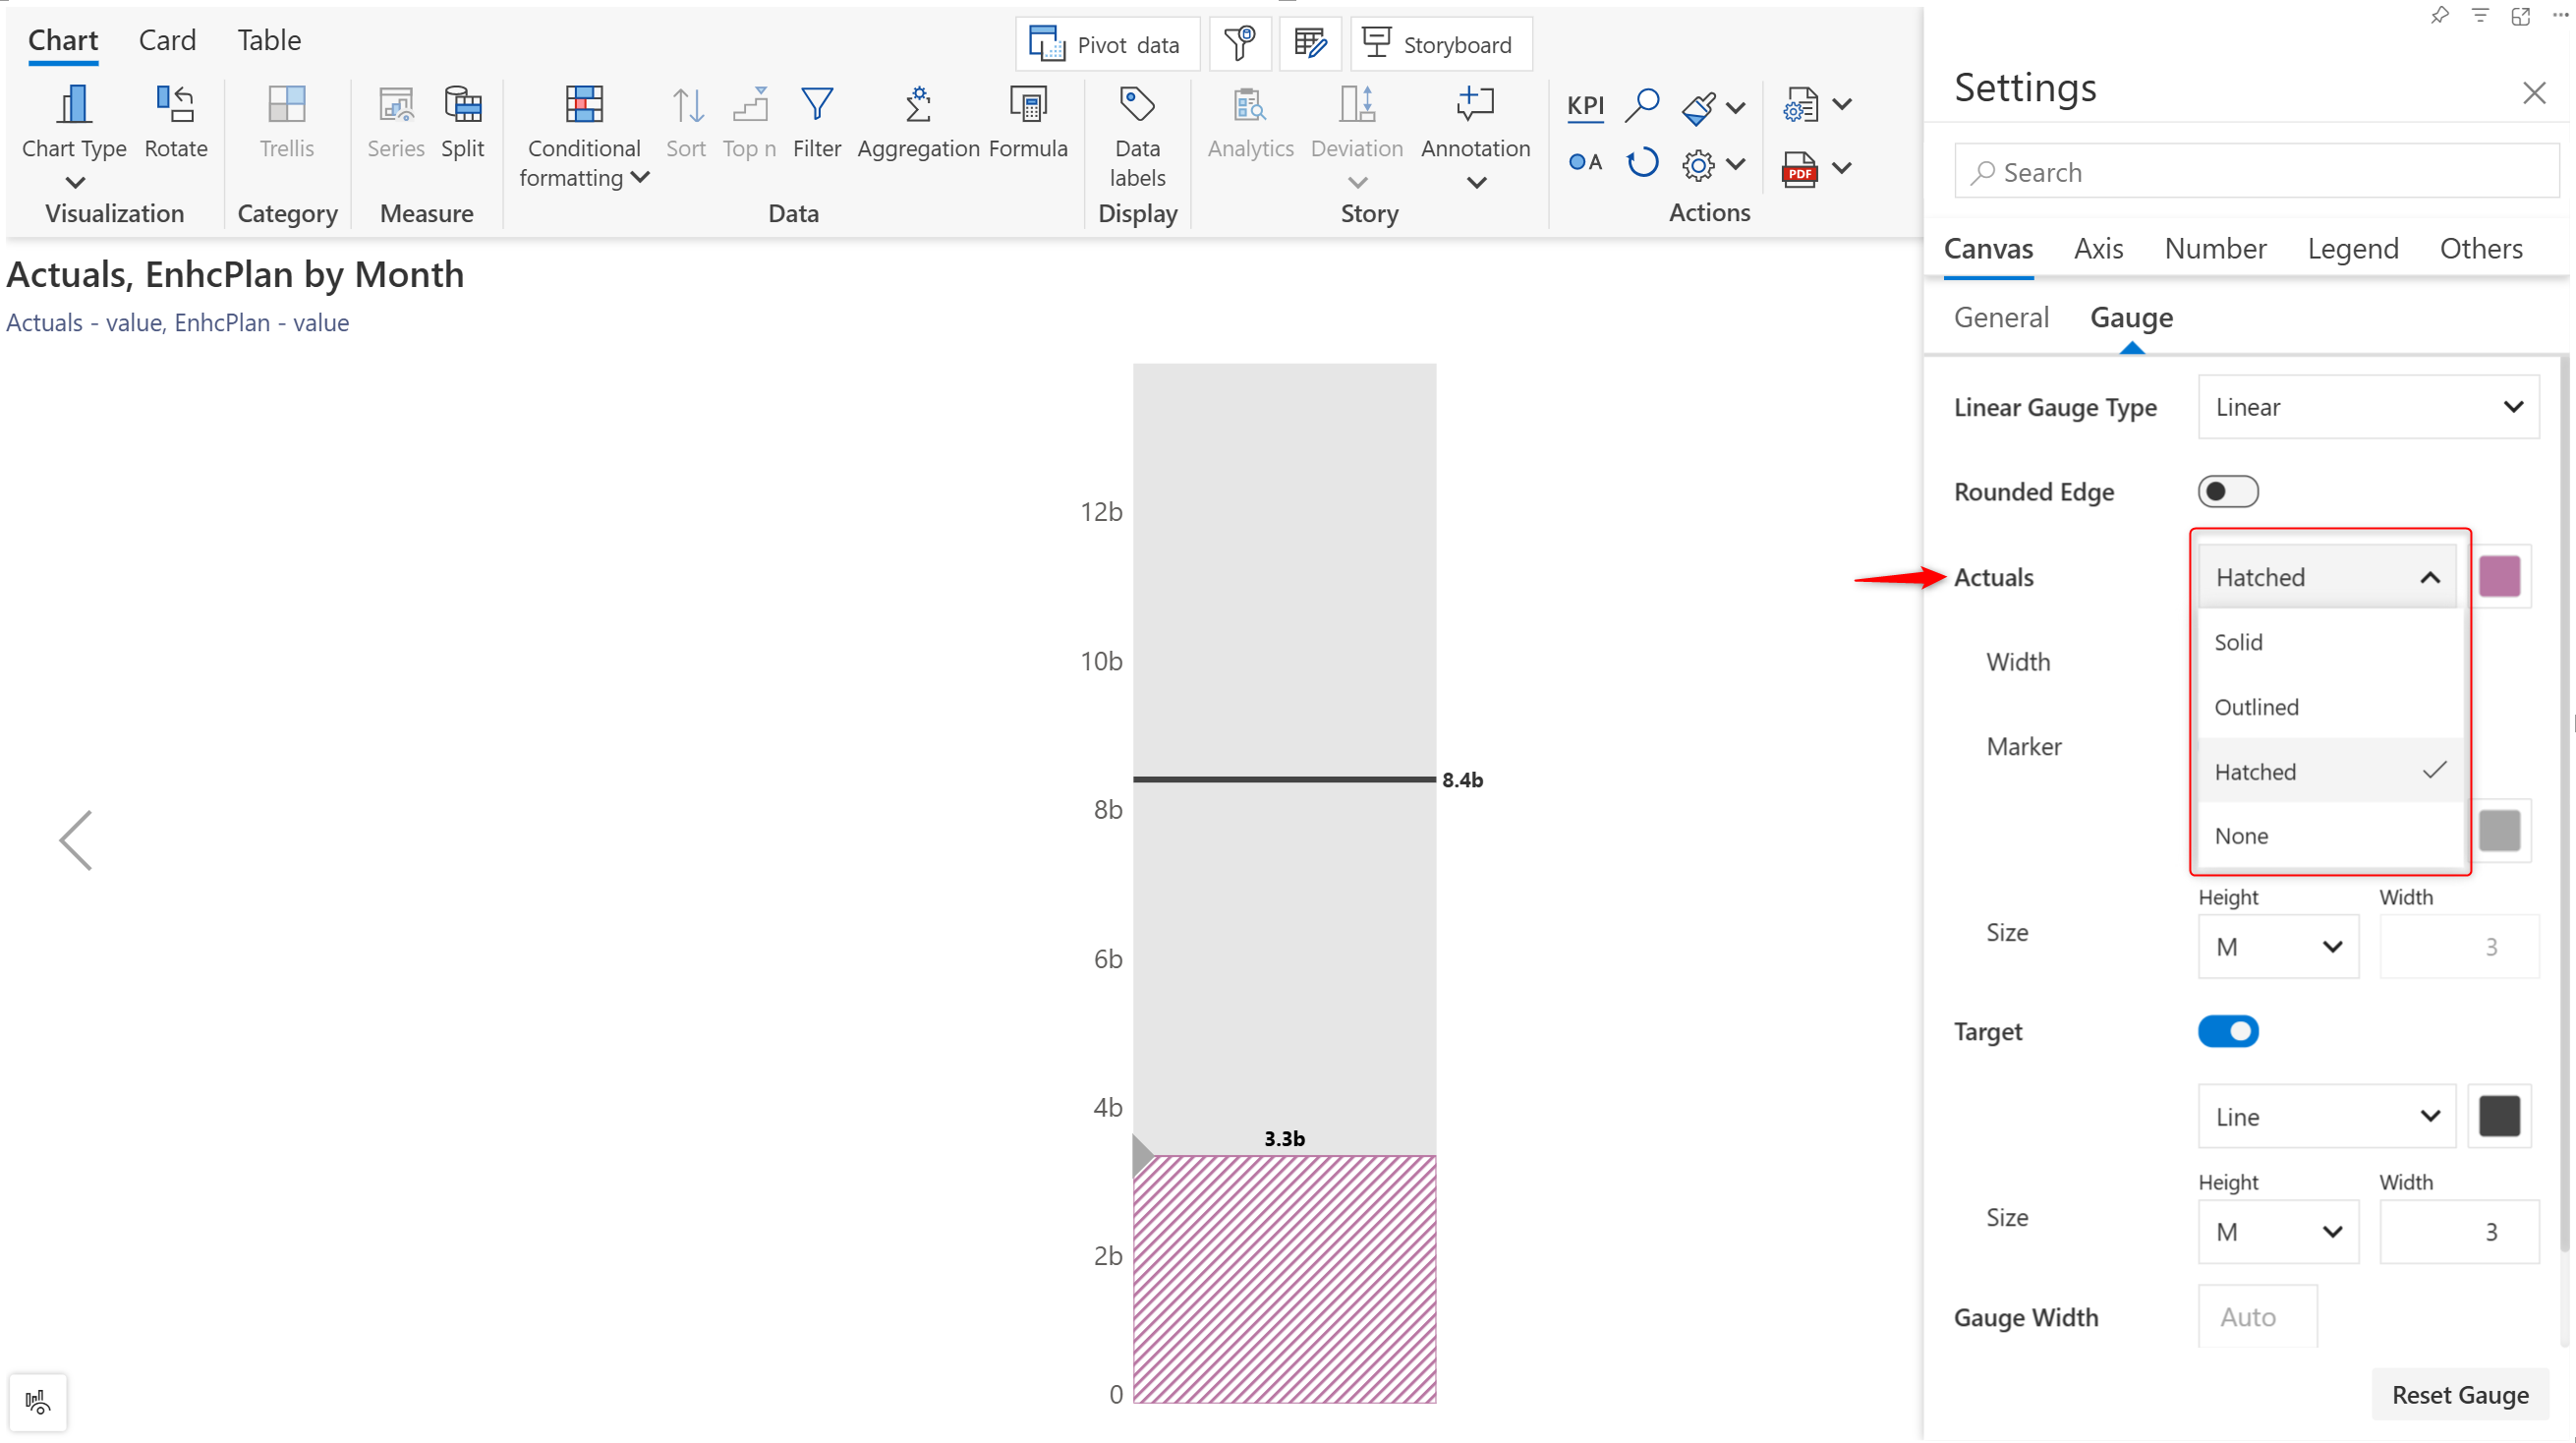 Chart Card Table
Pivot data
Storyboard
Chart Type
Rotate
Visualization
Trellis
Category
Series
Split
Measure
Conditional
formatting
Sort
Top n
Filter
Aggregation
Formula
Data
Data
labels
Display
Analytics
Deviation
Annotation
Story
KPI
A
PDF
Actions
Actuals, EnhcPlan by Month
Actuals - value, EnhcPlan - value
12b
10b
8b
6b
4b
2b
0
8.4b
3.3b
Settings
Search
Canvas Axis Number Legend Others
General Gauge
Linear Gauge Type Linear
Rounded Edge
Actuals Hatched
Solid
Width
Outlined
Marker
Hatched
None
Height Width
Size M 3
Target
Line
Height Width
Size M 3
Gauge Width Auto
Reset Gauge